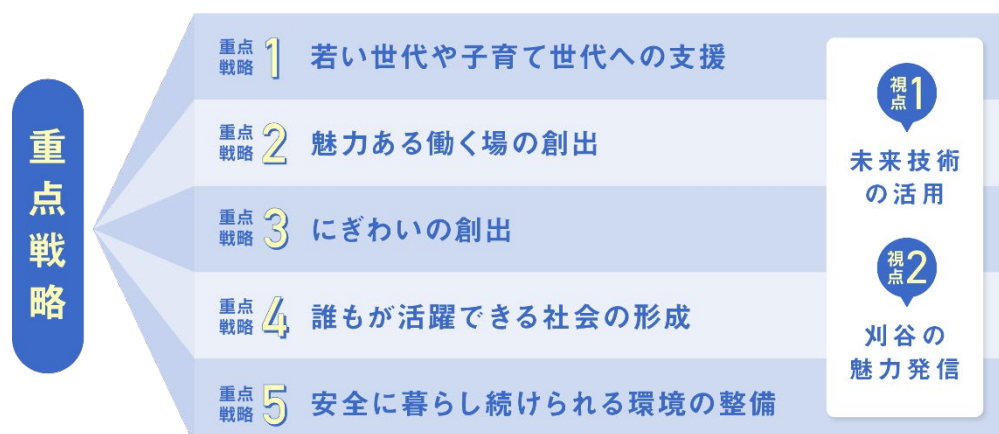 重点戦略
重点戦略1 若い世代や子育て世代への支援
重点戦略2 魅力ある働く場の創出
重点戦略3 にぎわいの創出
重点戦略4 誰もが活躍できる社会の形成
重点戦略5 安全に暮らし続けられる環境の整備
視点1
未来技術
の活用
視点2
刈谷の
魅力発信